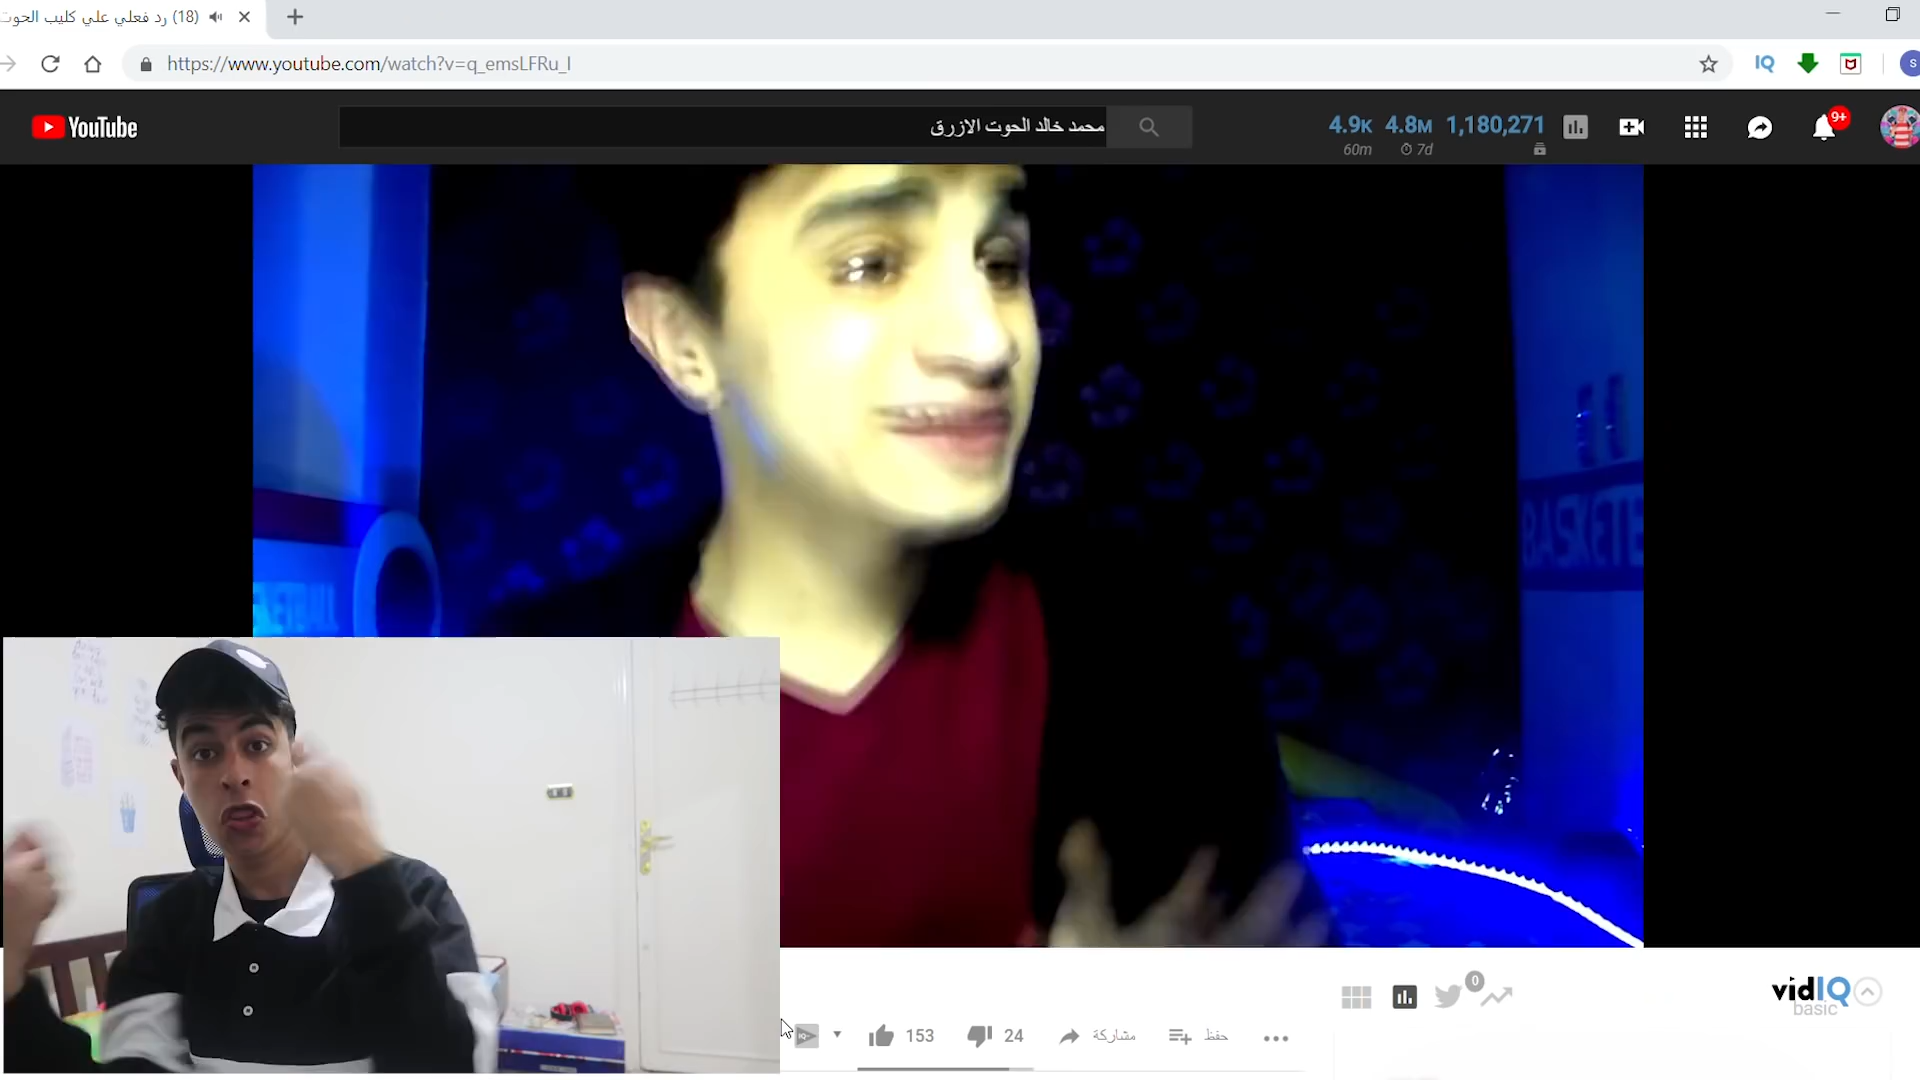 (18) رد فعلي علي كليب الحوت
https://www.youtube.com/watch?v=q_emsLFRu_I
IQ
S
YouTube
محمد خالد الحوت الازرق
4.9K 4.8M 1,180,271
60m 7d
9+
0
vidIQ
basic
153
24
مشاركة
حفظ